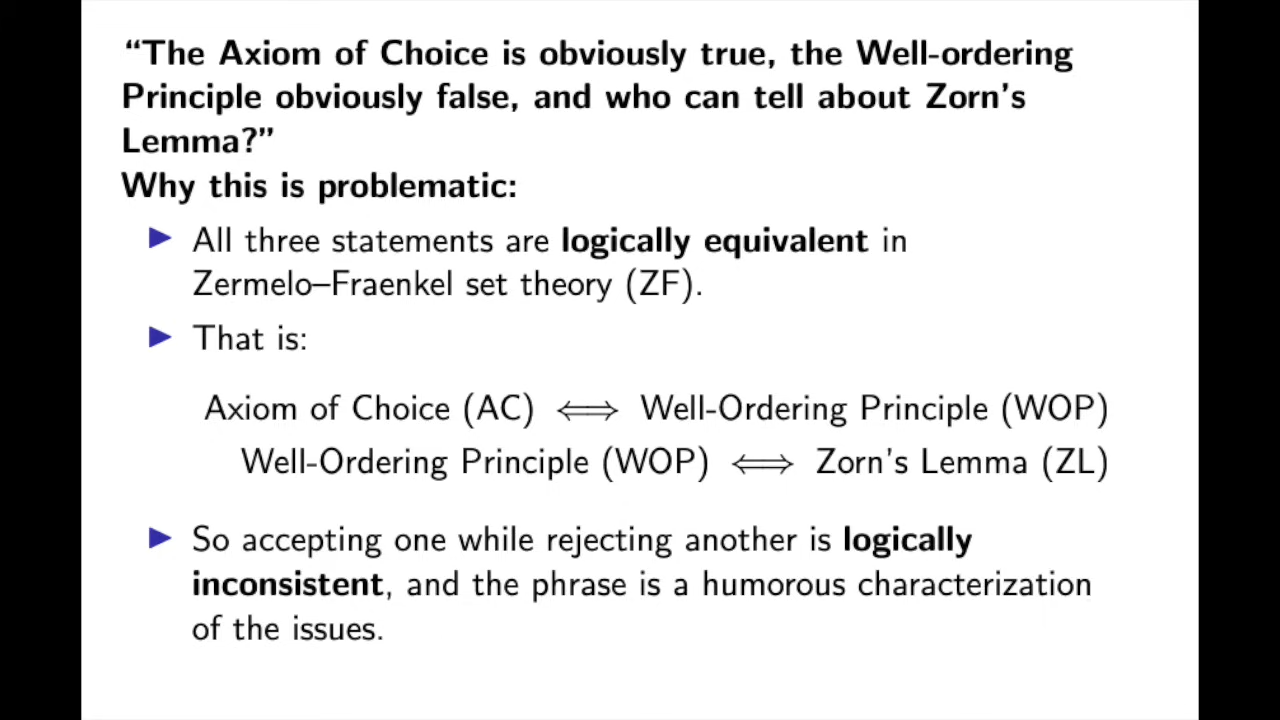 “The Axiom of Choice is obviously true, the Well-ordering
Principle obviously false, and who can tell about Zorn’s
Lemma?”
Why this is problematic:
▶ All three statements are logically equivalent in
Zermelo–Fraenkel set theory (ZF).
▶ That is:
Axiom of Choice (AC) ⟺ Well-Ordering Principle (WOP)
Well-Ordering Principle (WOP) ⟺ Zorn’s Lemma (ZL)
▶ So accepting one while rejecting another is logically
inconsistent, and the phrase is a humorous characterization
of the issues.